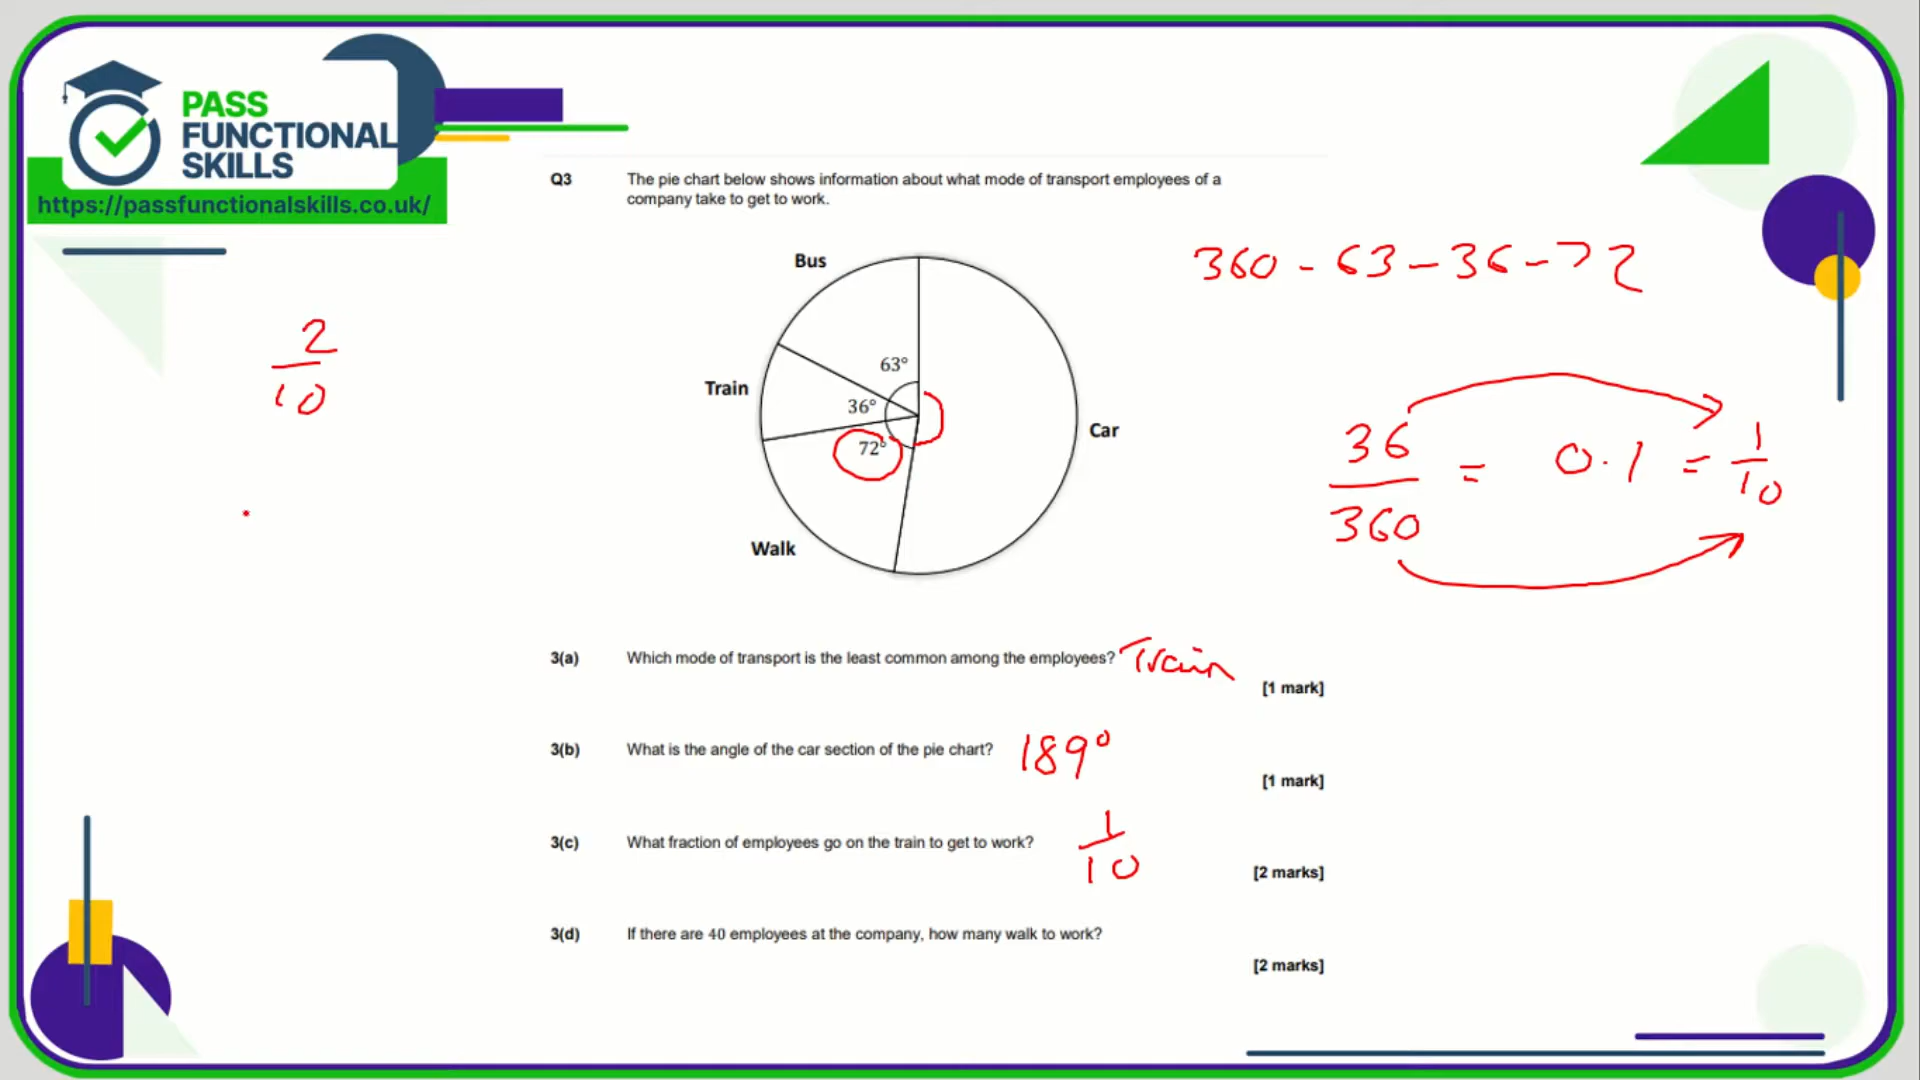 PASS
FUNCTIONAL
SKILLS
https://passfunctionalskills.co.uk/
Q3 The pie chart below shows information about what mode of transport employees of a
company take to get to work.
360 - 63 - 36 - 72
Bus
63°
Train
36°
72°
Car
Walk
2
10
36
360
= 0.1 =
1
10
3(a) Which mode of transport is the least common among the employees? Train
[1 mark]
3(b) What is the angle of the car section of the pie chart? 189°
[1 mark]
3(c) What fraction of employees go on the train to get to work?
1
10
[2 marks]
3(d) If there are 40 employees at the company, how many walk to work?
[2 marks]